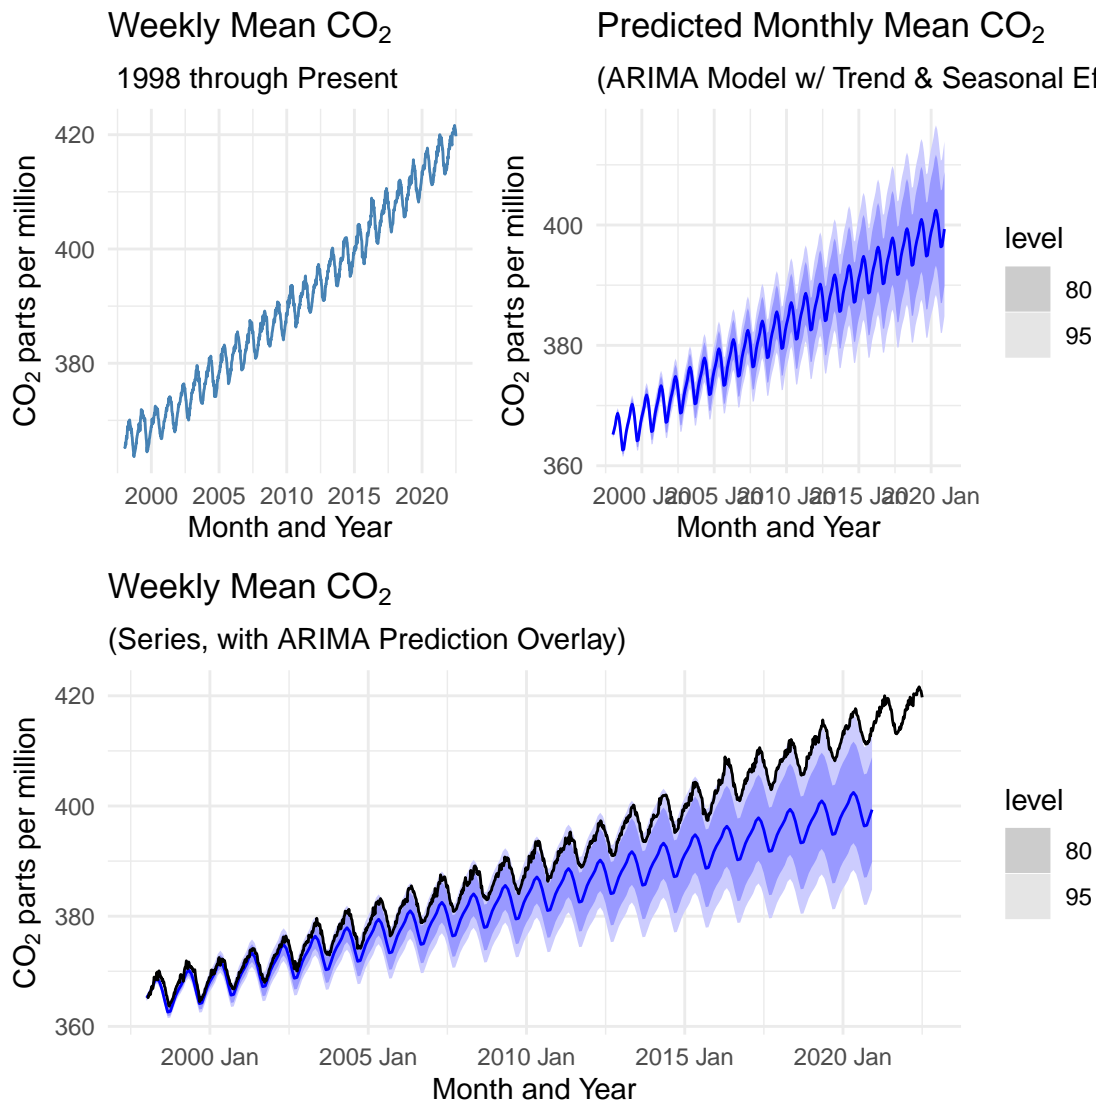 Weekly Mean CO₂
1998 through Present
CO₂ parts per million
420
400
380
2000 2005 2010 2015 2020
Month and Year
Predicted Monthly Mean CO₂
(ARIMA Model w/ Trend & Seasonal Ef
CO₂ parts per million
400
380
360
2000 Jan 2005 Jan 2010 Jan 2015 Jan 2020 Jan
Month and Year
level
80
95
Weekly Mean CO₂
(Series, with ARIMA Prediction Overlay)
CO₂ parts per million
420
400
380
360
2000 Jan 2005 Jan 2010 Jan 2015 Jan 2020 Jan
Month and Year
level
80
95